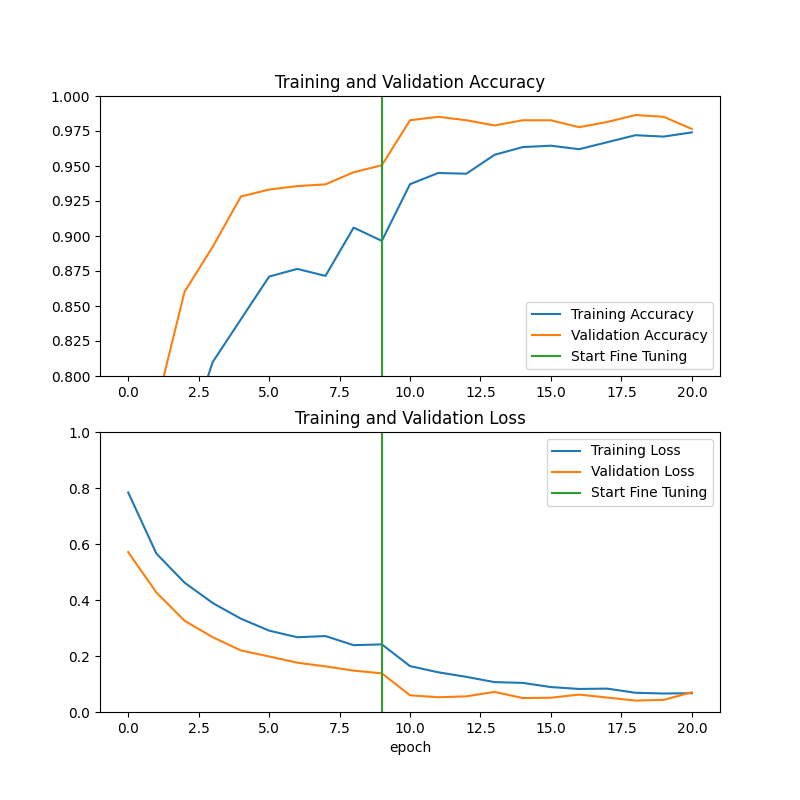 Training and Validation Accuracy
1.000
0.975
0.950
0.925
0.900
0.875
0.850
0.825
0.800
Training Accuracy
Validation Accuracy
Start Fine Tuning
0.0 2.5 5.0 7.5 10.0 12.5 15.0 17.5 20.0
Training and Validation Loss
1.0
0.8
0.6
0.4
0.2
0.0
Training Loss
Validation Loss
Start Fine Tuning
0.0 2.5 5.0 7.5 10.0 12.5 15.0 17.5 20.0
epoch